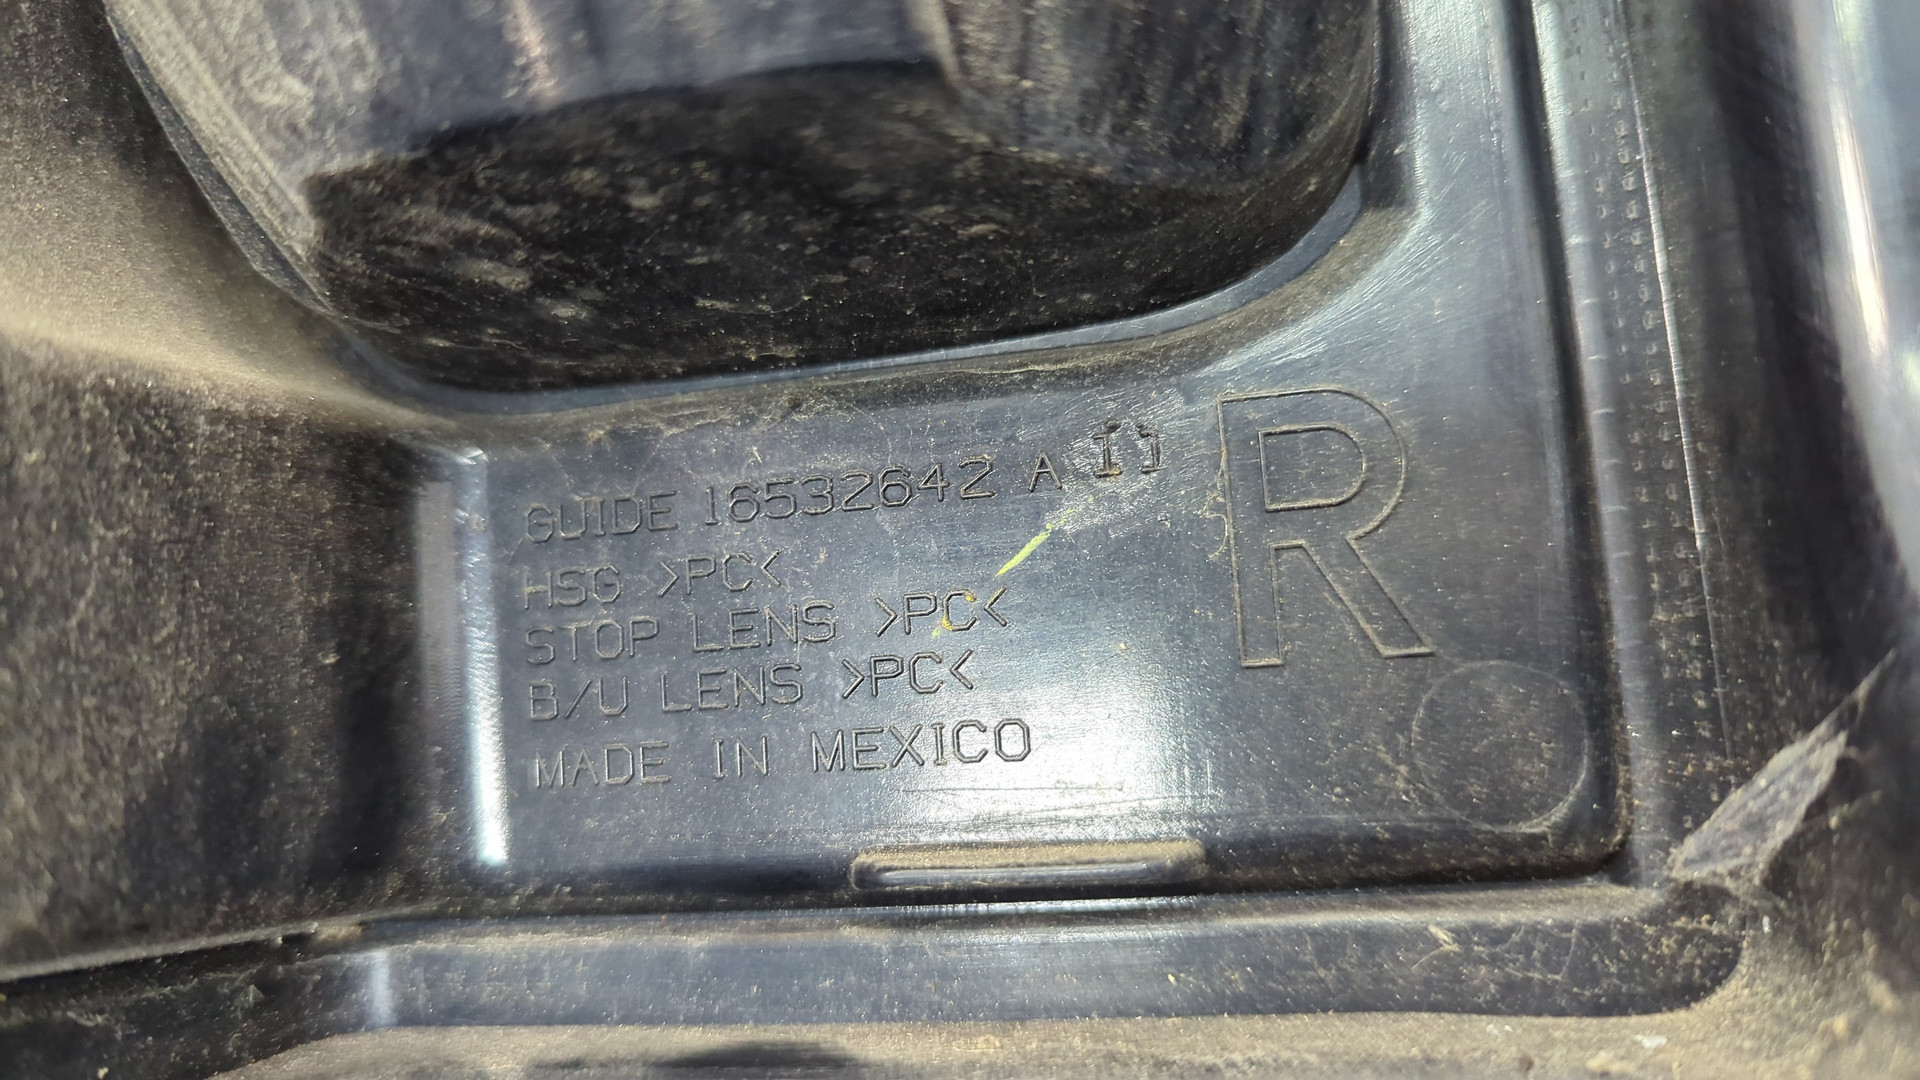 GUIDE 16532642 A
R
HSG >PC<
STOP LENS >PC<
B/U LENS >PC<
MADE IN MEXICO